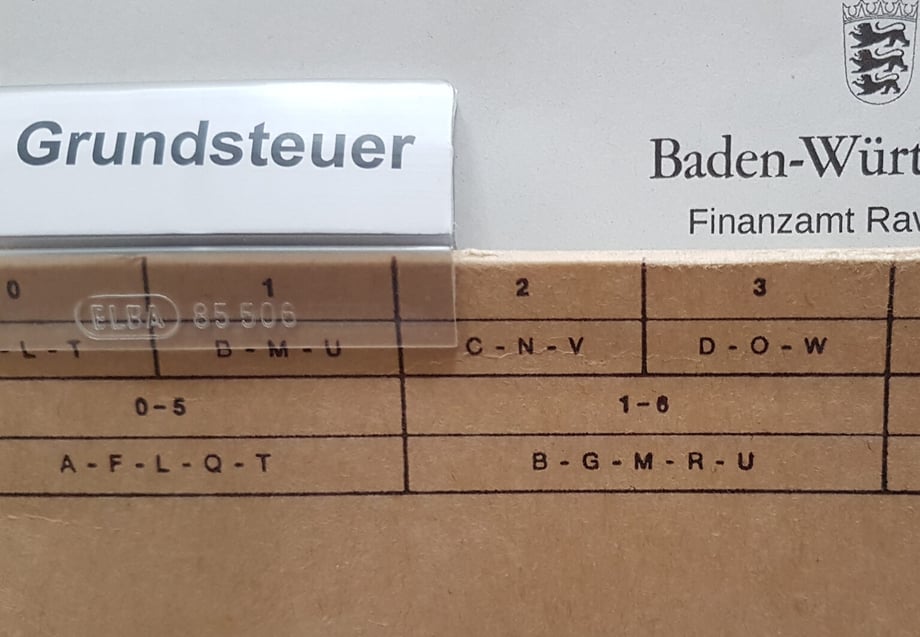 Grundsteuer
Baden-Würt
Finanzamt Rav
0 1 2 3
ELBA 85 506
- L - T B - M - U C - N - V D - O - W
0-5 1-6
A - F - L - Q - T B - G - M - R - U